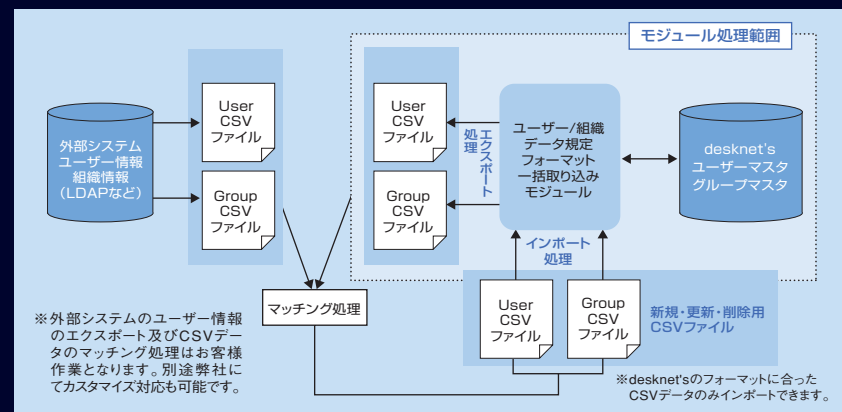 モジュール処理範囲
外部システム
ユーザー情報
組織情報
(LDAPなど)
User
CSV
ファイル
Group
CSV
ファイル
User
CSV
ファイル
Group
CSV
ファイル
エクスポート
処理
ユーザー/組織
データ規定
フォーマット
一括取り込み
モジュール
desknet's
ユーザーマスタ
グループマスタ
インポート
処理
マッチング処理
User
CSV
ファイル
Group
CSV
ファイル
新規・更新・削除用
CSVファイル
※外部システムのユーザー情報
のエクスポート及びCSVデー
タのマッチング処理はお客様
作業となります。別途弊社に
てカスタマイズ対応も可能です。
※desknet'sのフォーマットに合った
CSVデータのみインポートできます。